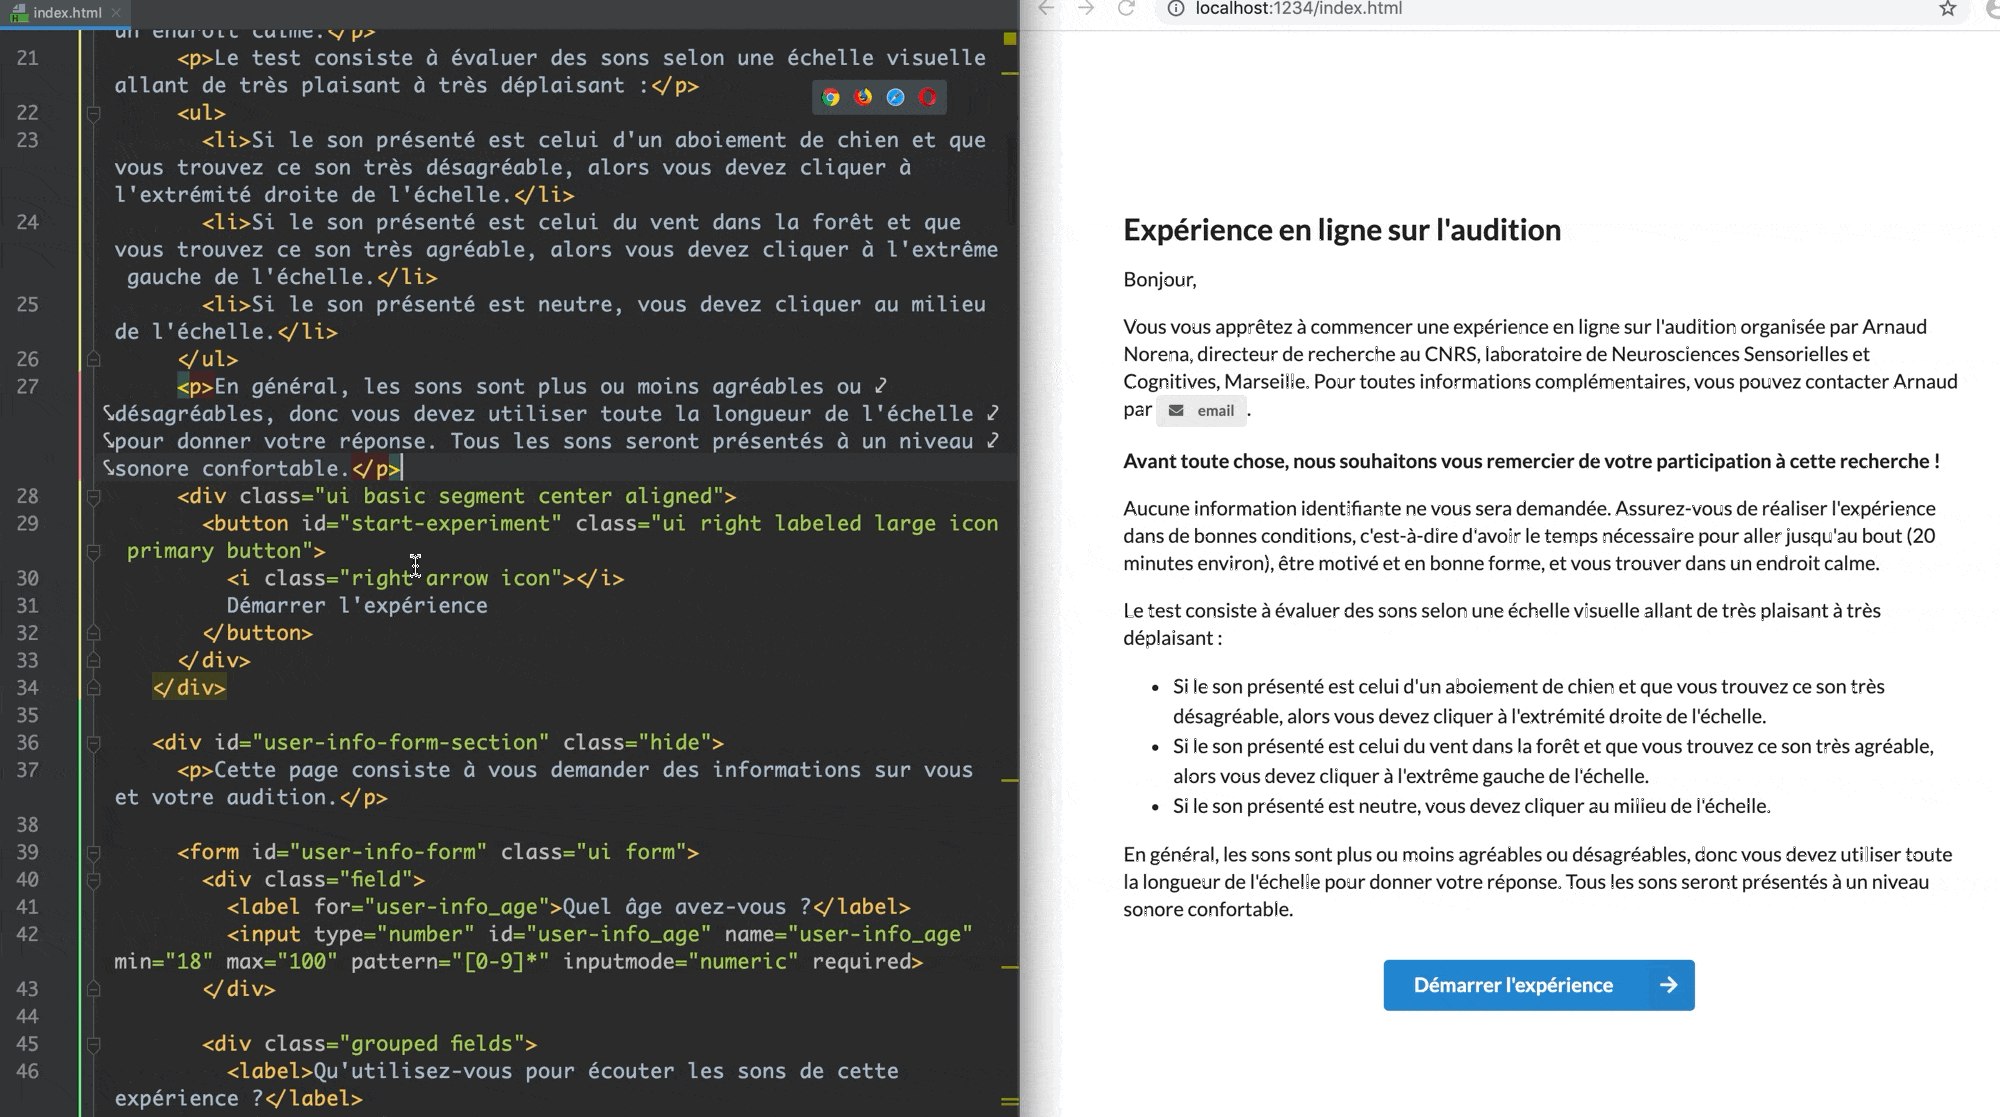 index.html
un endroit calme.</p>
21 <p>Le test consiste à évaluer des sons selon une échelle visuelle
allant de très plaisant à très déplaisant :</p>
22 <ul>
23 <li>Si le son présenté est celui d'un aboiement de chien et que
vous trouvez ce son très désagréable, alors vous devez cliquer à
l'extrémité droite de l'échelle.</li>
24 <li>Si le son présenté est celui du vent dans la forêt et que
vous trouvez ce son très agréable, alors vous devez cliquer à l'extrême
gauche de l'échelle.</li>
25 <li>Si le son présenté est neutre, vous devez cliquer au milieu
de l'échelle.</li>
26 </ul>
27 <p>En général, les sons sont plus ou moins agréables ou
désagréables, donc vous devez utiliser toute la longueur de l'échelle
pour donner votre réponse. Tous les sons seront présentés à un niveau
sonore confortable.</p>
28 <div class="ui basic segment center aligned">
29 <button id="start-experiment" class="ui right labeled large icon
primary button">
30 <i class="right arrow icon"></i>
31 Démarrer l'expérience
32 </button>
33 </div>
34 </div>
35
36 <div id="user-info-form-section" class="hide">
37 <p>Cette page consiste à vous demander des informations sur vous
et votre audition.</p>
38
39 <form id="user-info-form" class="ui form">
40 <div class="field">
41 <label for="user-info_age">Quel âge avez-vous ?</label>
42 <input type="number" id="user-info_age" name="user-info_age"
min="18" max="100" pattern="[0-9]*" inputmode="numeric" required>
43 </div>
44
45 <div class="grouped fields">
46 <label>Qu'utilisez-vous pour écouter les sons de cette
expérience ?</label>
localhost:1234/index.html
Expérience en ligne sur l'audition
Bonjour,
Vous vous apprêtez à commencer une expérience en ligne sur l'audition organisée par Arnaud
Norena, directeur de recherche au CNRS, laboratoire de Neurosciences Sensorielles et
Cognitives, Marseille. Pour toutes informations complémentaires, vous pouvez contacter Arnaud
par email .
Avant toute chose, nous souhaitons vous remercier de votre participation à cette recherche !
Aucune information identifiante ne vous sera demandée. Assurez-vous de réaliser l'expérience
dans de bonnes conditions, c'est-à-dire d'avoir le temps nécessaire pour aller jusqu'au bout (20
minutes environ), être motivé et en bonne forme, et vous trouver dans un endroit calme.
Le test consiste à évaluer des sons selon une échelle visuelle allant de très plaisant à très
déplaisant :
• Si le son présenté est celui d'un aboiement de chien et que vous trouvez ce son très
désagréable, alors vous devez cliquer à l'extrémité droite de l'échelle.
• Si le son présenté est celui du vent dans la forêt et que vous trouvez ce son très agréable,
alors vous devez cliquer à l'extrême gauche de l'échelle.
• Si le son présenté est neutre, vous devez cliquer au milieu de l'échelle.
En général, les sons sont plus ou moins agréables ou désagréables, donc vous devez utiliser toute
la longueur de l'échelle pour donner votre réponse. Tous les sons seront présentés à un niveau
sonore confortable.
Démarrer l'expérience